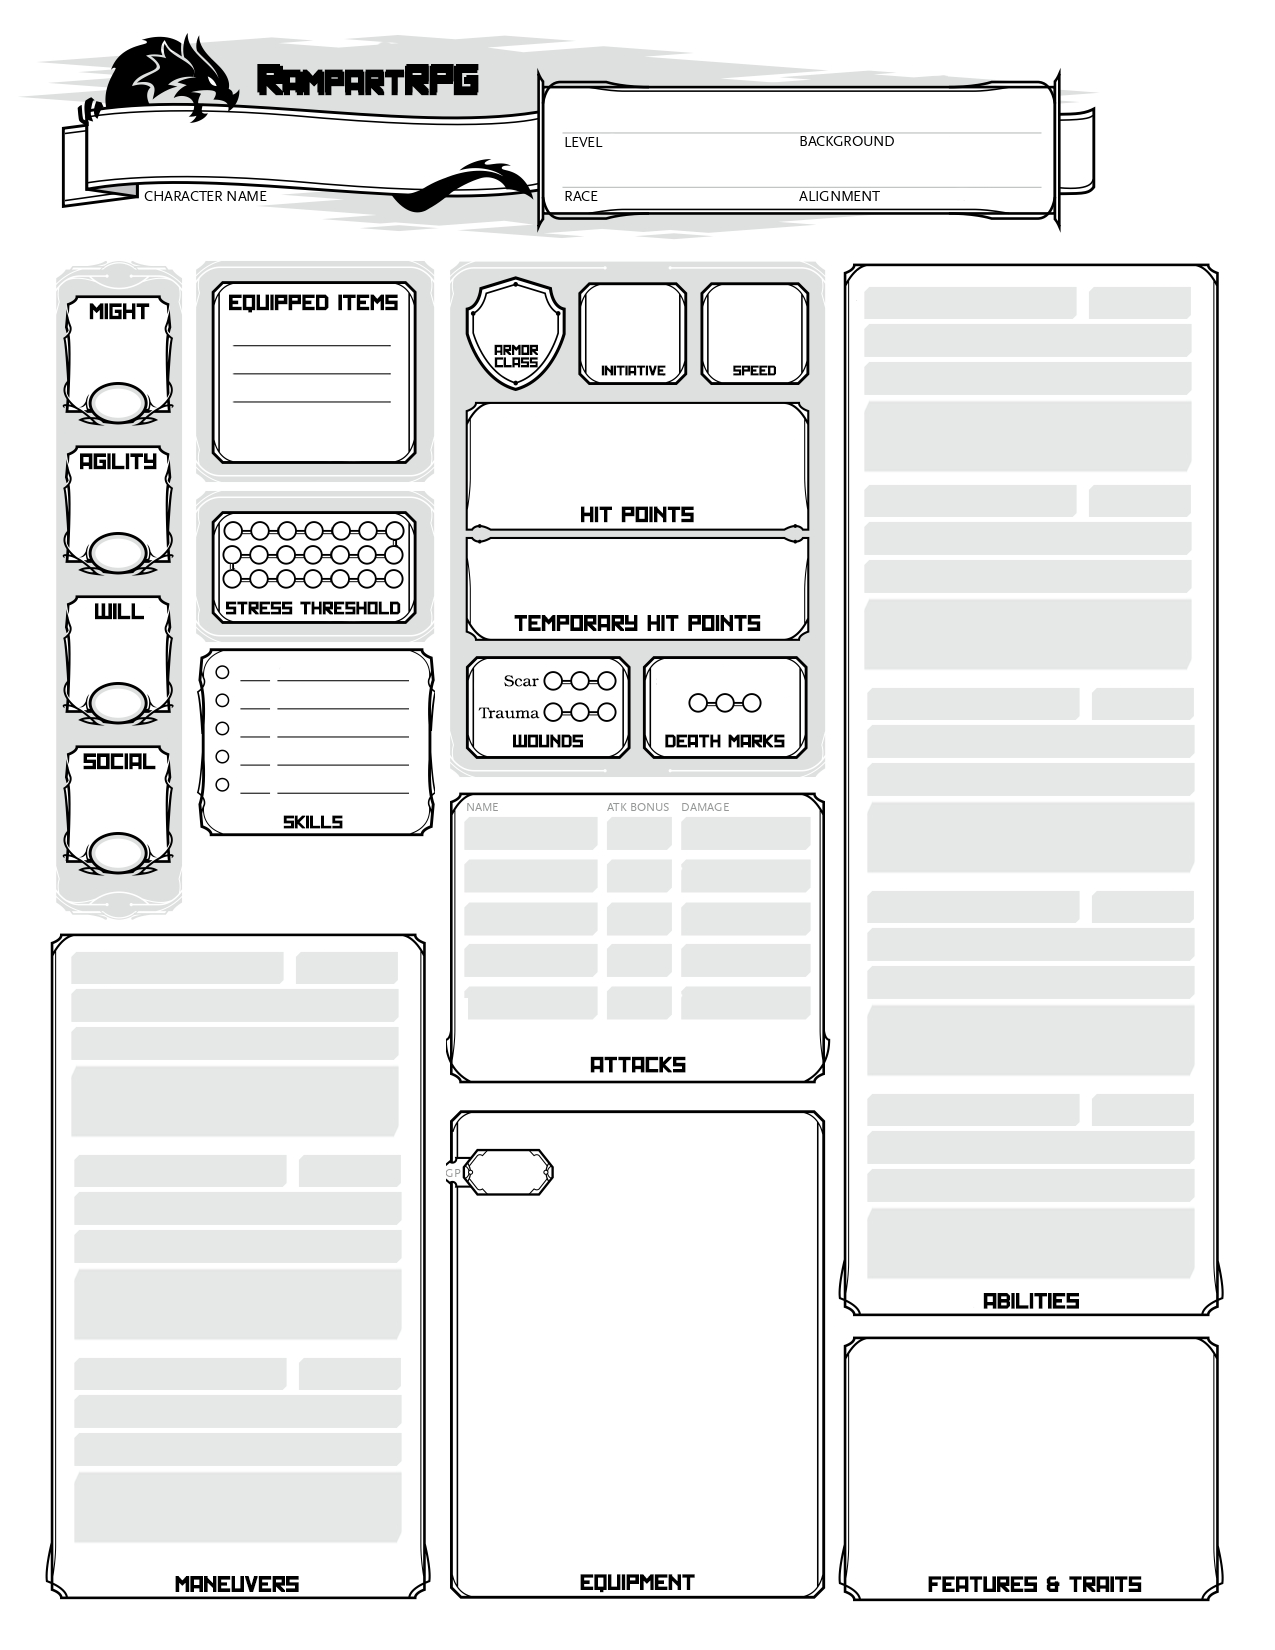 RampartRPG
LEVEL
BACKGROUND
CHARACTER NAME
RACE
ALIGNMENT
MIGHT
AGILITY
WILL
SOCIAL
EQUIPPED ITEMS
STRESS THRESHOLD
SKILLS
ARMOR
CLASS
INITIATIVE
SPEED
HIT POINTS
TEMPORARY HIT POINTS
Scar
Trauma
WOUNDS
DEATH MARKS
NAME
ATK BONUS
DAMAGE
ATTACKS
GP
EQUIPMENT
MANEUVERS
ABILITIES
FEATURES & TRAITS